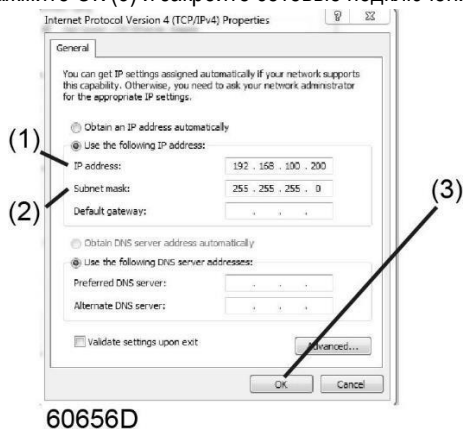 Internet Protocol Version 4 (TCP/IPv4) Properties
General
You can get IP settings assigned automatically if your network supports
this capability. Otherwise, you need to ask your network administrator
for the appropriate IP settings.
Obtain an IP address automatically
Use the following IP address:
(1)
IP address: 192 . 168 . 100 . 200
Subnet mask: 255 . 255 . 255 . 0
(2)
(3)
Default gateway: . . .
Obtain DNS server address automatically
Use the following DNS server addresses:
Preferred DNS server: . . .
Alternate DNS server: . . .
Validate settings upon exit
Advanced...
OK Cancel
60656D